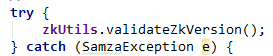 try {
zkUtils.validateZkVersion();
} catch (SamzaException e) {